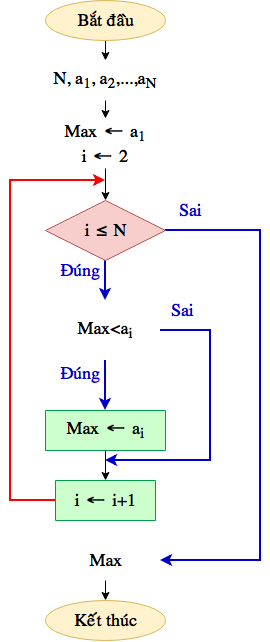 Bắt đầu
N, a1, a2,...,aN
Max ← a1
i ← 2
i ≤ N
Sai
Đúng
Max<ai
Sai
Đúng
Max ← ai
i ← i+1
Max
Kết thúc